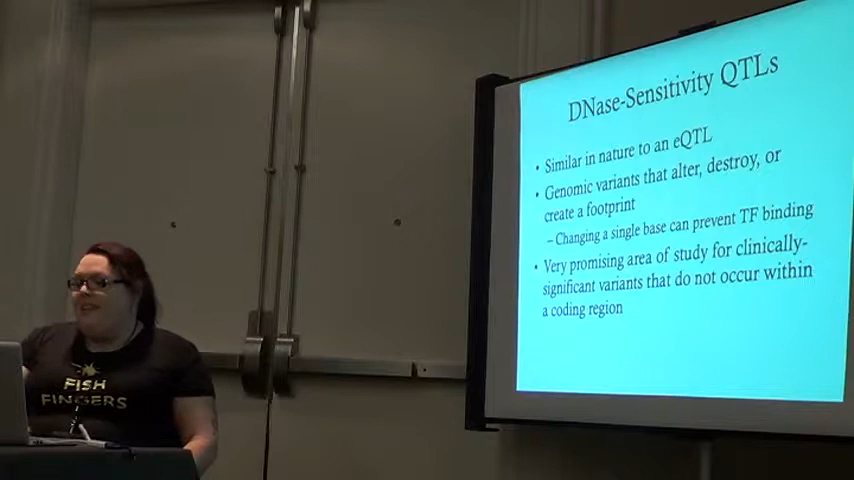 DNase-Sensitivity QTLs
• Similar in nature to an eQTL
• Genomic variants that alter, destroy, or
create a footprint
– Changing a single base can prevent TF binding
• Very promising area of study for clinically-
significant variants that do not occur within
a coding region
FISH
FINGERS